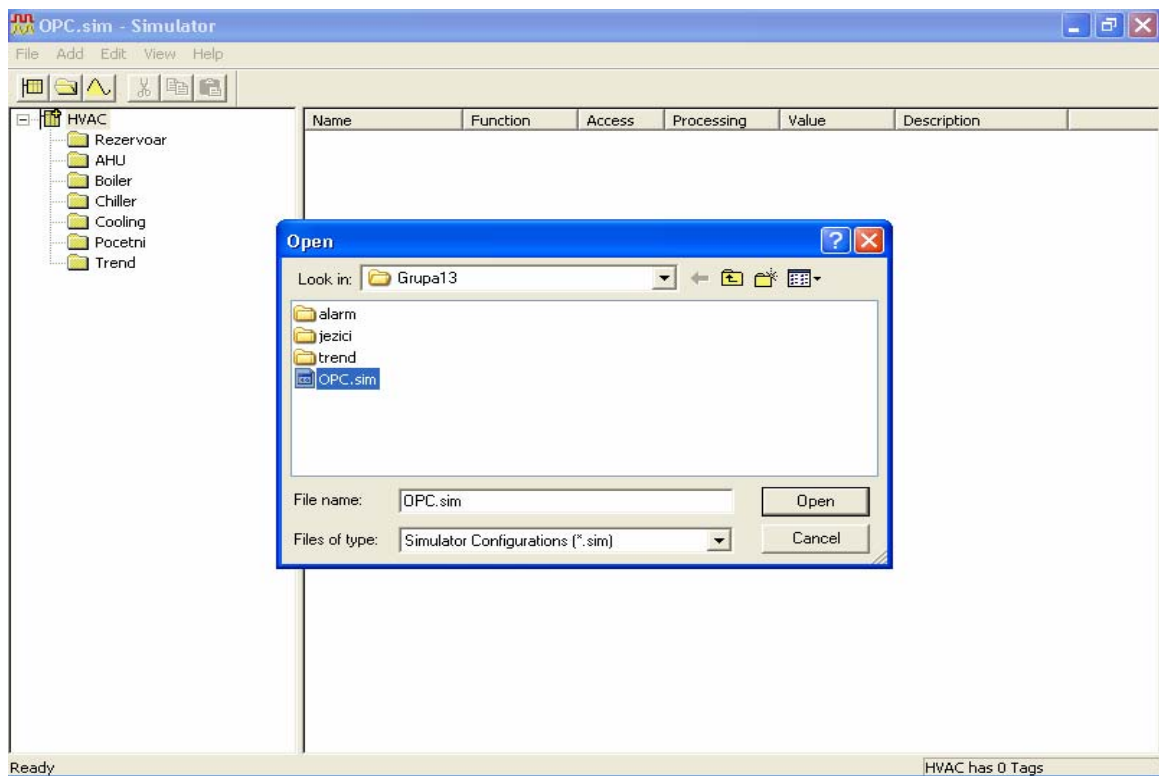 OPC.sim - Simulator
File Add Edit View Help
HVAC
Rezervoar
AHU
Boiler
Chiller
Cooling
Pocetni
Trend
Name Function Access Processing Value Description
Open
Look in: Grupa13
alarm
jezici
trend
OPC.sim
File name: OPC.sim Open
Files of type: Simulator Configurations (*.sim) Cancel
Ready HVAC has 0 Tags